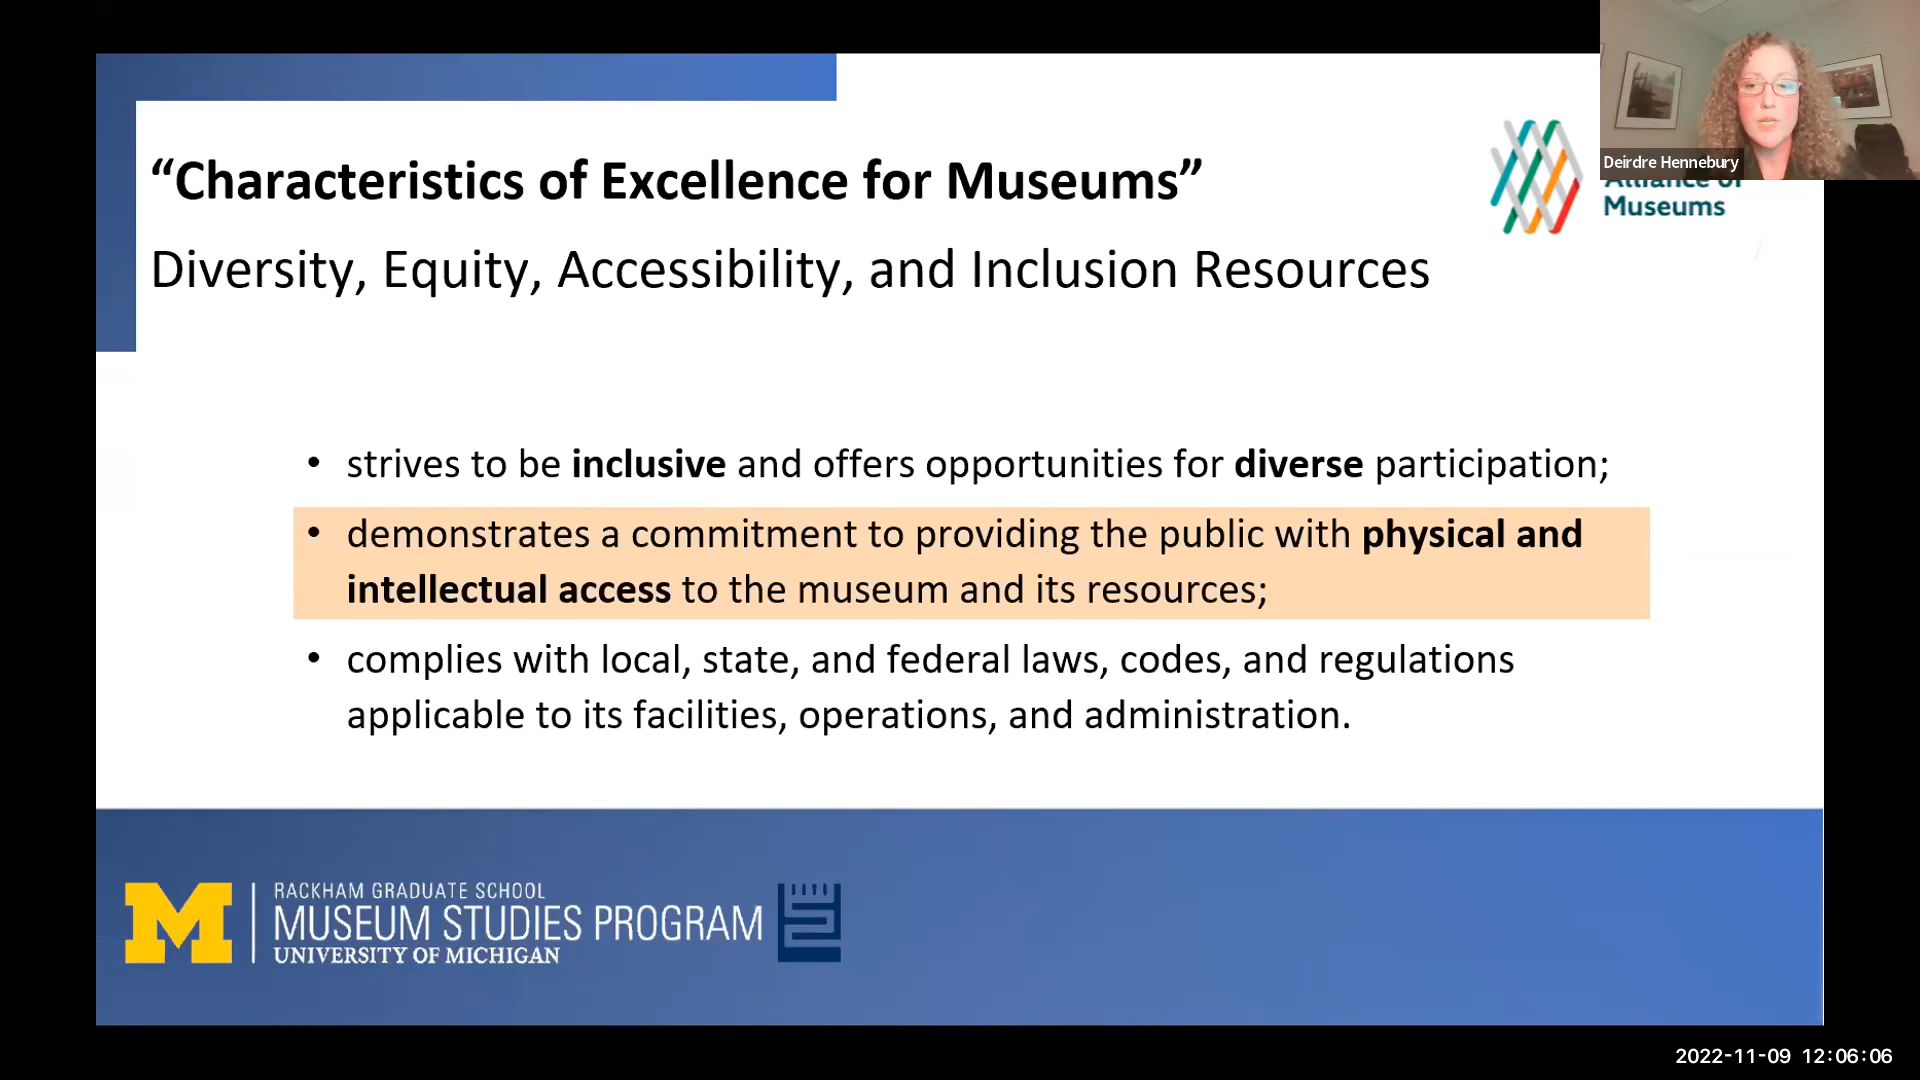 “Characteristics of Excellence for Museums”
Diversity, Equity, Accessibility, and Inclusion Resources
Deirdre Hennebury
Alliance of
Museums
• strives to be inclusive and offers opportunities for diverse participation;
• demonstrates a commitment to providing the public with physical and
intellectual access to the museum and its resources;
• complies with local, state, and federal laws, codes, and regulations
applicable to its facilities, operations, and administration.
M
RACKHAM GRADUATE SCHOOL
MUSEUM STUDIES PROGRAM
UNIVERSITY OF MICHIGAN
2022-11-09 12:06:06